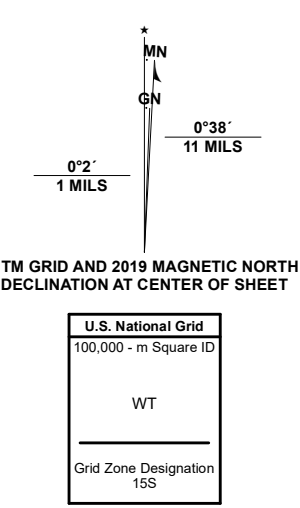 ★
MN
GN
0°38´
11 MILS
0°2´
1 MILS
TM GRID AND 2019 MAGNETIC NORTH
DECLINATION AT CENTER OF SHEET
U.S. National Grid
100,000 - m Square ID
WT
Grid Zone Designation
15S